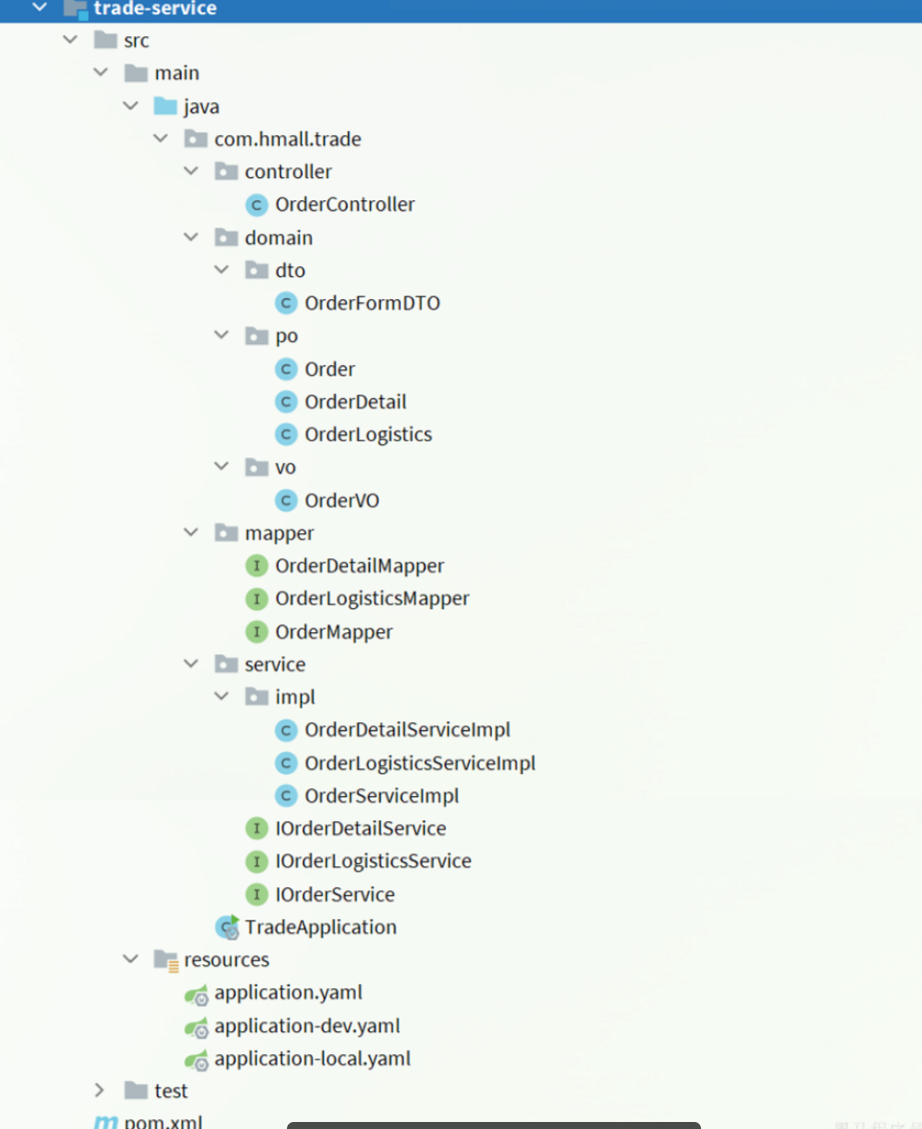 trade-service
src
main
java
com.hmall.trade
controller
C OrderController
domain
dto
C OrderFormDTO
po
C Order
C OrderDetail
C OrderLogistics
vo
C OrderVO
mapper
I OrderDetailMapper
I OrderLogisticsMapper
I OrderMapper
service
impl
C OrderDetailServiceImpl
C OrderLogisticsServiceImpl
C OrderServiceImpl
I IOrderDetailService
I IOrderLogisticsService
I IOrderService
C TradeApplication
resources
application.yaml
application-dev.yaml
application-local.yaml
test
m pom.xml